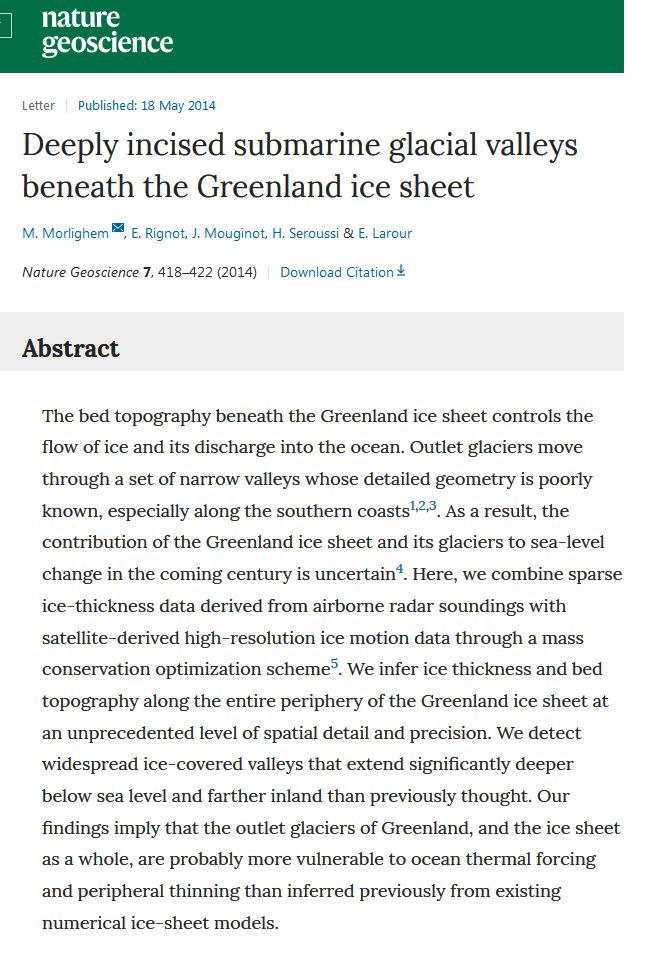 nature
geoscience
Letter | Published: 18 May 2014
Deeply incised submarine glacial valleys
beneath the Greenland ice sheet
M. Morlighem, E. Rignot, J. Mouginot, H. Seroussi & E. Larour
Nature Geoscience 7, 418–422 (2014) | Download Citation
Abstract
The bed topography beneath the Greenland ice sheet controls the
flow of ice and its discharge into the ocean. Outlet glaciers move
through a set of narrow valleys whose detailed geometry is poorly
known, especially along the southern coasts1,2,3. As a result, the
contribution of the Greenland ice sheet and its glaciers to sea-level
change in the coming century is uncertain4. Here, we combine sparse
ice-thickness data derived from airborne radar soundings with
satellite-derived high-resolution ice motion data through a mass
conservation optimization scheme5. We infer ice thickness and bed
topography along the entire periphery of the Greenland ice sheet at
an unprecedented level of spatial detail and precision. We detect
widespread ice-covered valleys that extend significantly deeper
below sea level and farther inland than previously thought. Our
findings imply that the outlet glaciers of Greenland, and the ice sheet
as a whole, are probably more vulnerable to ocean thermal forcing
and peripheral thinning than inferred previously from existing
numerical ice-sheet models.